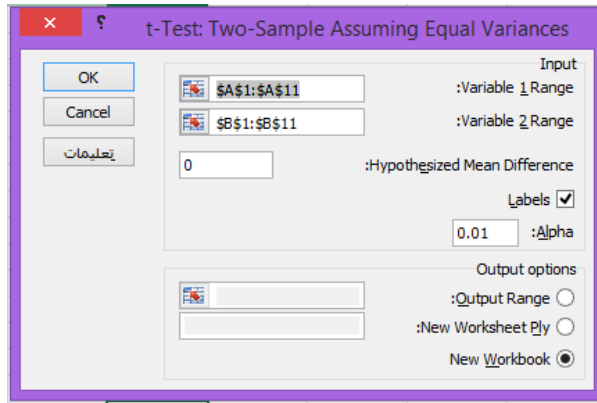 t-Test: Two-Sample Assuming Equal Variances
؟
×
Input
Variable 1 Range:
$A$1:$A$11
Variable 2 Range:
$B$1:$B$11
Hypothesized Mean Difference:
0
Labels
Alpha:
0.01
Output options
Output Range:
New Worksheet Ply:
New Workbook
OK
Cancel
تعليمات